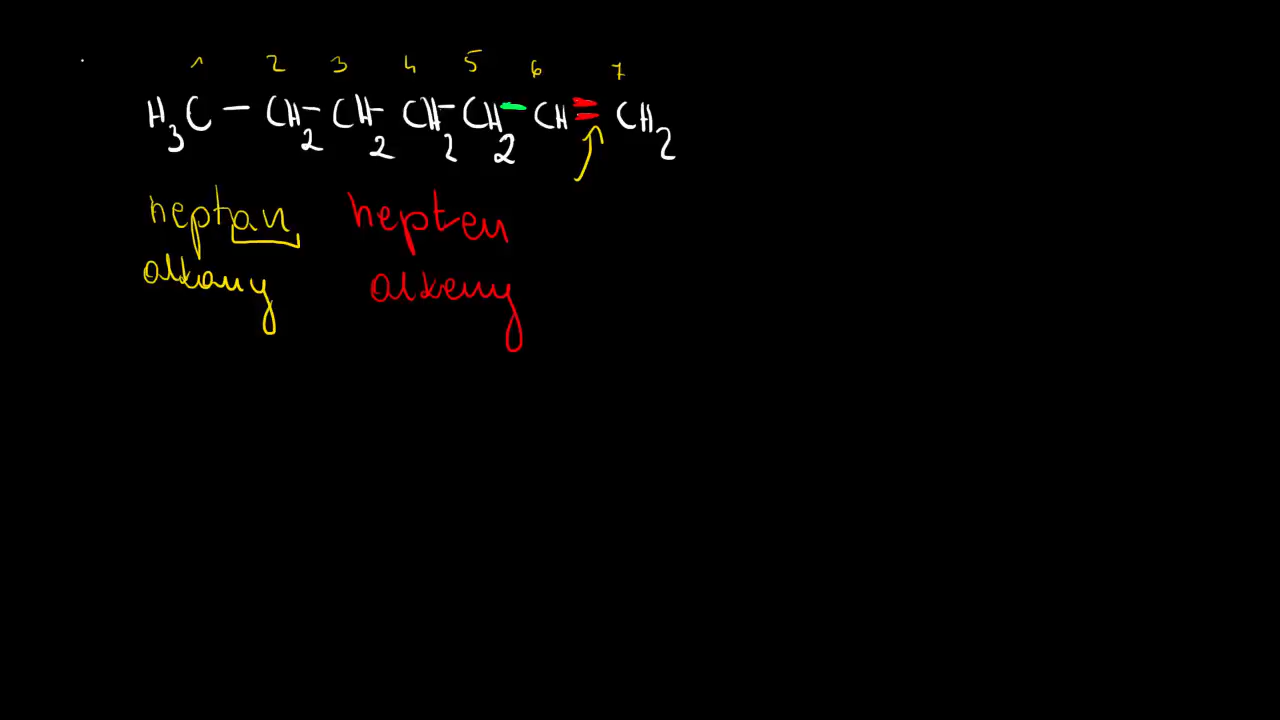 1 2 3 4 5 6 7
H₃C — CH₂ — CH₂ — CH₂ — CH₂ — CH = CH₂
heptan hepten
alkany alkeny